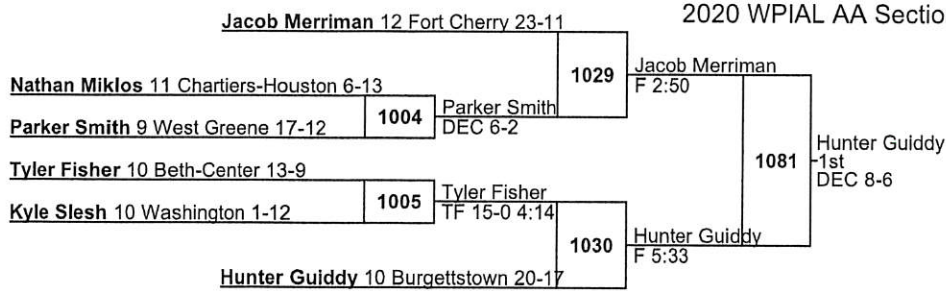 2020 WPIAL AA Sectio
Jacob Merriman 12 Fort Cherry 23-11
1029
Jacob Merriman
F 2:50
Nathan Miklos 11 Chartiers-Houston 6-13
1004
Parker Smith
DEC 6-2
Parker Smith 9 West Greene 17-12
1081
Hunter Guiddy
1st
DEC 8-6
Tyler Fisher 10 Beth-Center 13-9
1005
Tyler Fisher
TF 15-0 4:14
Kyle Slesh 10 Washington 1-12
1030
Hunter Guiddy
F 5:33
Hunter Guiddy 10 Burgettstown 20-17